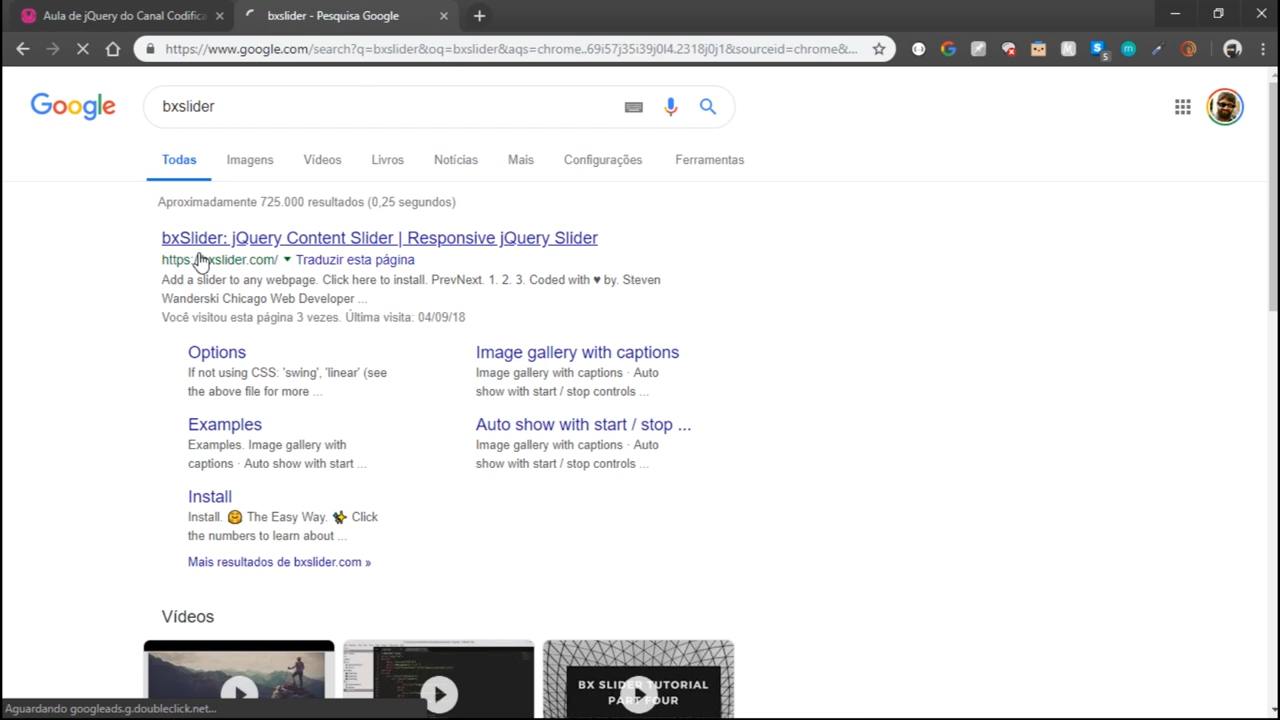 Aula de jQuery do Canal Codifica
bxslider - Pesquisa Google
https://www.google.com/search?q=bxslider&oq=bxslider&aqs=chrome..69i57j35i39j0l4.2318j0j1&sourceid=chrome&...
Google
bxslider
Todas Imagens Vídeos Livros Notícias Mais Configurações Ferramentas
Aproximadamente 725.000 resultados (0,25 segundos)
bxSlider: jQuery Content Slider | Responsive jQuery Slider
https://bxslider.com/ Traduzir esta página
Add a slider to any webpage. Click here to install. PrevNext. 1. 2. 3. Coded with ♥ by. Steven
Wanderski Chicago Web Developer ...
Você visitou esta página 3 vezes. Última visita: 04/09/18
Options
If not using CSS: 'swing', 'linear' (see
the above file for more ...
Image gallery with captions
Image gallery with captions · Auto
show with start / stop controls ...
Examples
Examples. Image gallery with
captions · Auto show with start ...
Auto show with start / stop ...
Image gallery with captions · Auto
show with start / stop controls ...
Install
Install. 🤗 The Easy Way. ✨ Click
the numbers to learn about ...
Mais resultados de bxslider.com »
Vídeos
BX SLIDER TUTORIAL
PART FOUR
Aguardando googleads.g.doubleclick.net...